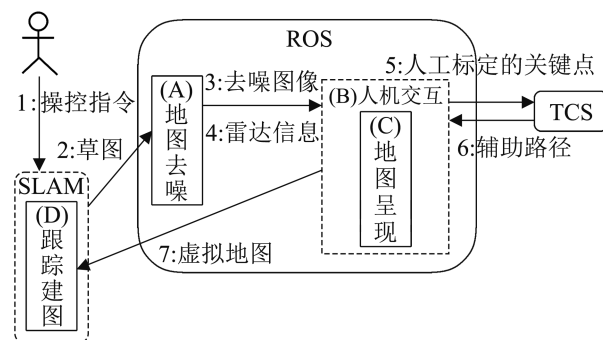 ROS
1:操控指令
2:草图
(A)
地
图
去
噪
3:去噪图像
4:雷达信息
(B)人机交互
(C)
地
图
呈
现
5:人工标定的关键点
TCS
6:辅助路径
7:虚拟地图
SLAM
(D)
跟
踪
建
图